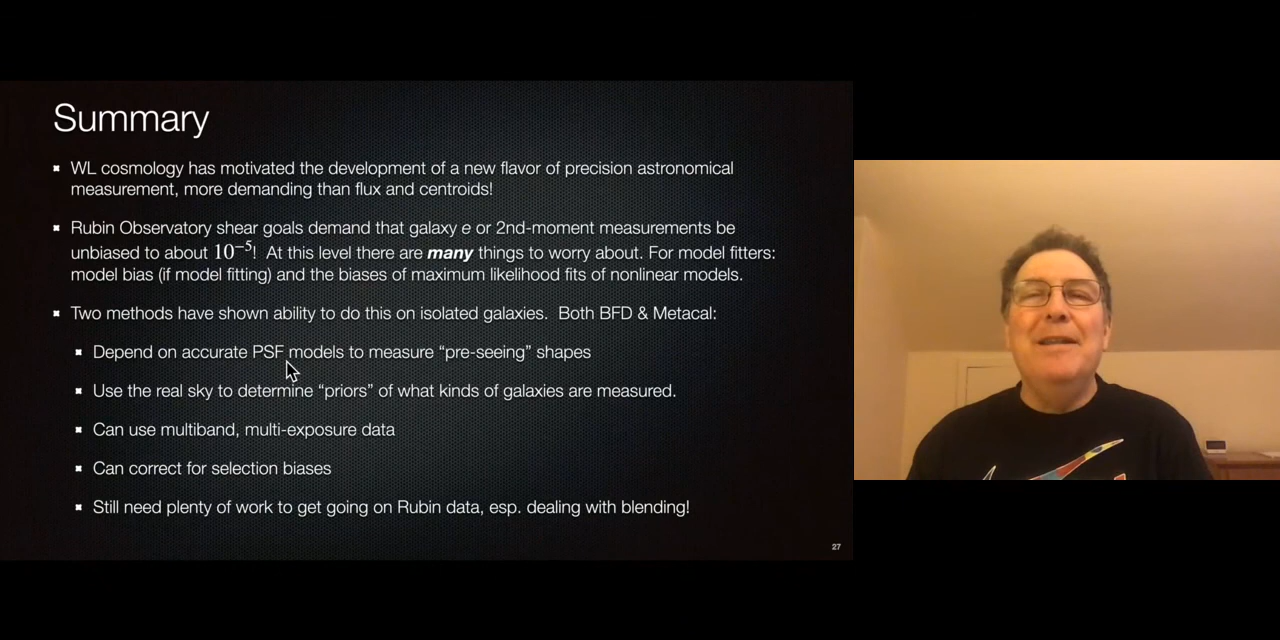 Summary
WL cosmology has motivated the development of a new flavor of precision astronomical
measurement, more demanding than flux and centroids!
Rubin Observatory shear goals demand that galaxy e or 2nd-moment measurements be
unbiased to about 10⁻⁵! At this level there are many things to worry about. For model fitters:
model bias (if model fitting) and the biases of maximum likelihood fits of nonlinear models.
Two methods have shown ability to do this on isolated galaxies. Both BFD & Metacal:
Depend on accurate PSF models to measure “pre-seeing” shapes
Use the real sky to determine “priors” of what kinds of galaxies are measured.
Can use multiband, multi-exposure data
Can correct for selection biases
Still need plenty of work to get going on Rubin data, esp. dealing with blending!
27